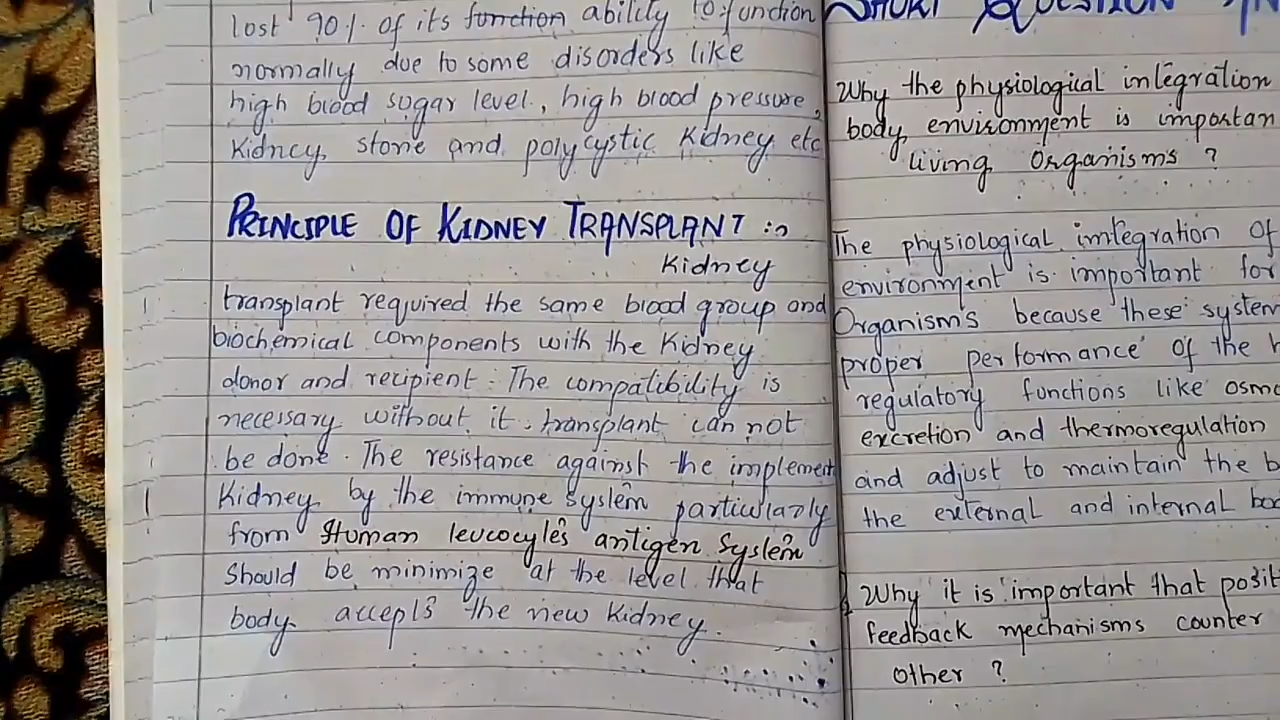 lost 90% of its function ability to function
normally due to some disorders like
high blood sugar level, high blood pressure,
Kidney stone and polycystic Kidney etc
PRINCIPLE OF KIDNEY TRANSPLANT :-
Kidney
transplant required the same blood group and
biochemical components with the Kidney
donor and recipient. The compatibility is
necessary without it, transplant can not
be done. The resistance against the implement
Kidney by the immune system particularly
from Human leucocytes antigen system
should be minimize at the level that
body accepts the new Kidney.
SHORT QUESTION
Why the physiological integration
body environment is importan
living Organisms ?
The physiological integration of
environment is important for
Organisms because these system
proper performance of the
regulatory functions like osmo
excretion and thermoregulation
and adjust to maintain the b
the external and internal bo
Why it is important that posit
feedback mechanisms counter
Other ?